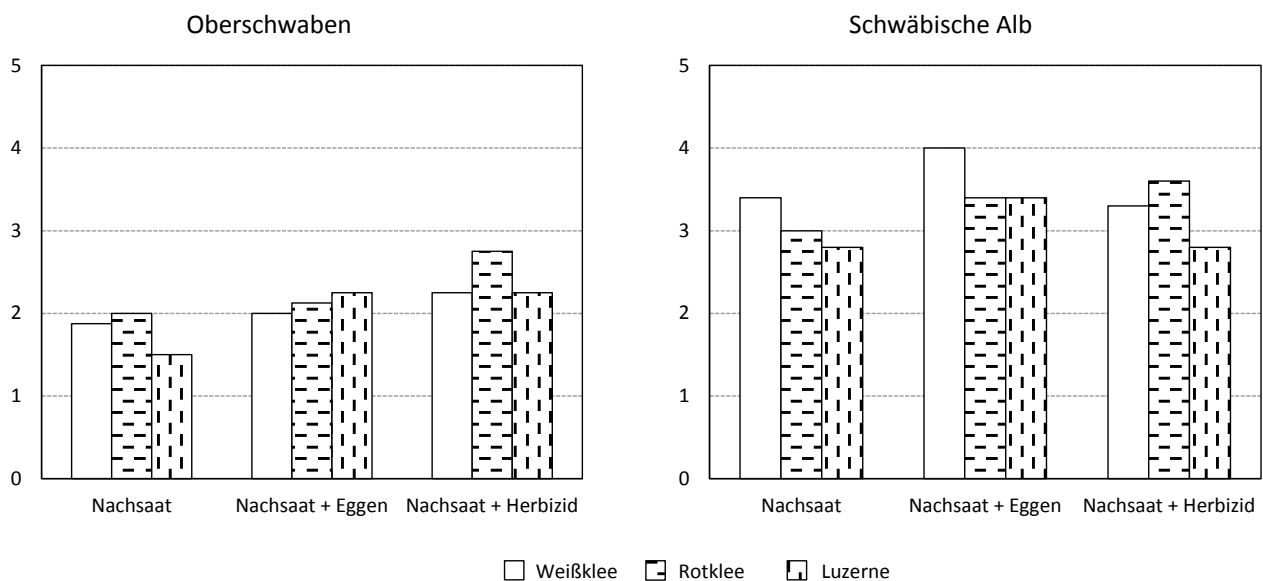 Oberschwaben
5
4
3
2
1
0
Nachsaat
Nachsaat + Eggen
Nachsaat + Herbizid
Schwäbische Alb
5
4
3
2
1
0
Nachsaat
Nachsaat + Eggen
Nachsaat + Herbizid
Weißklee
Rotklee
Luzerne